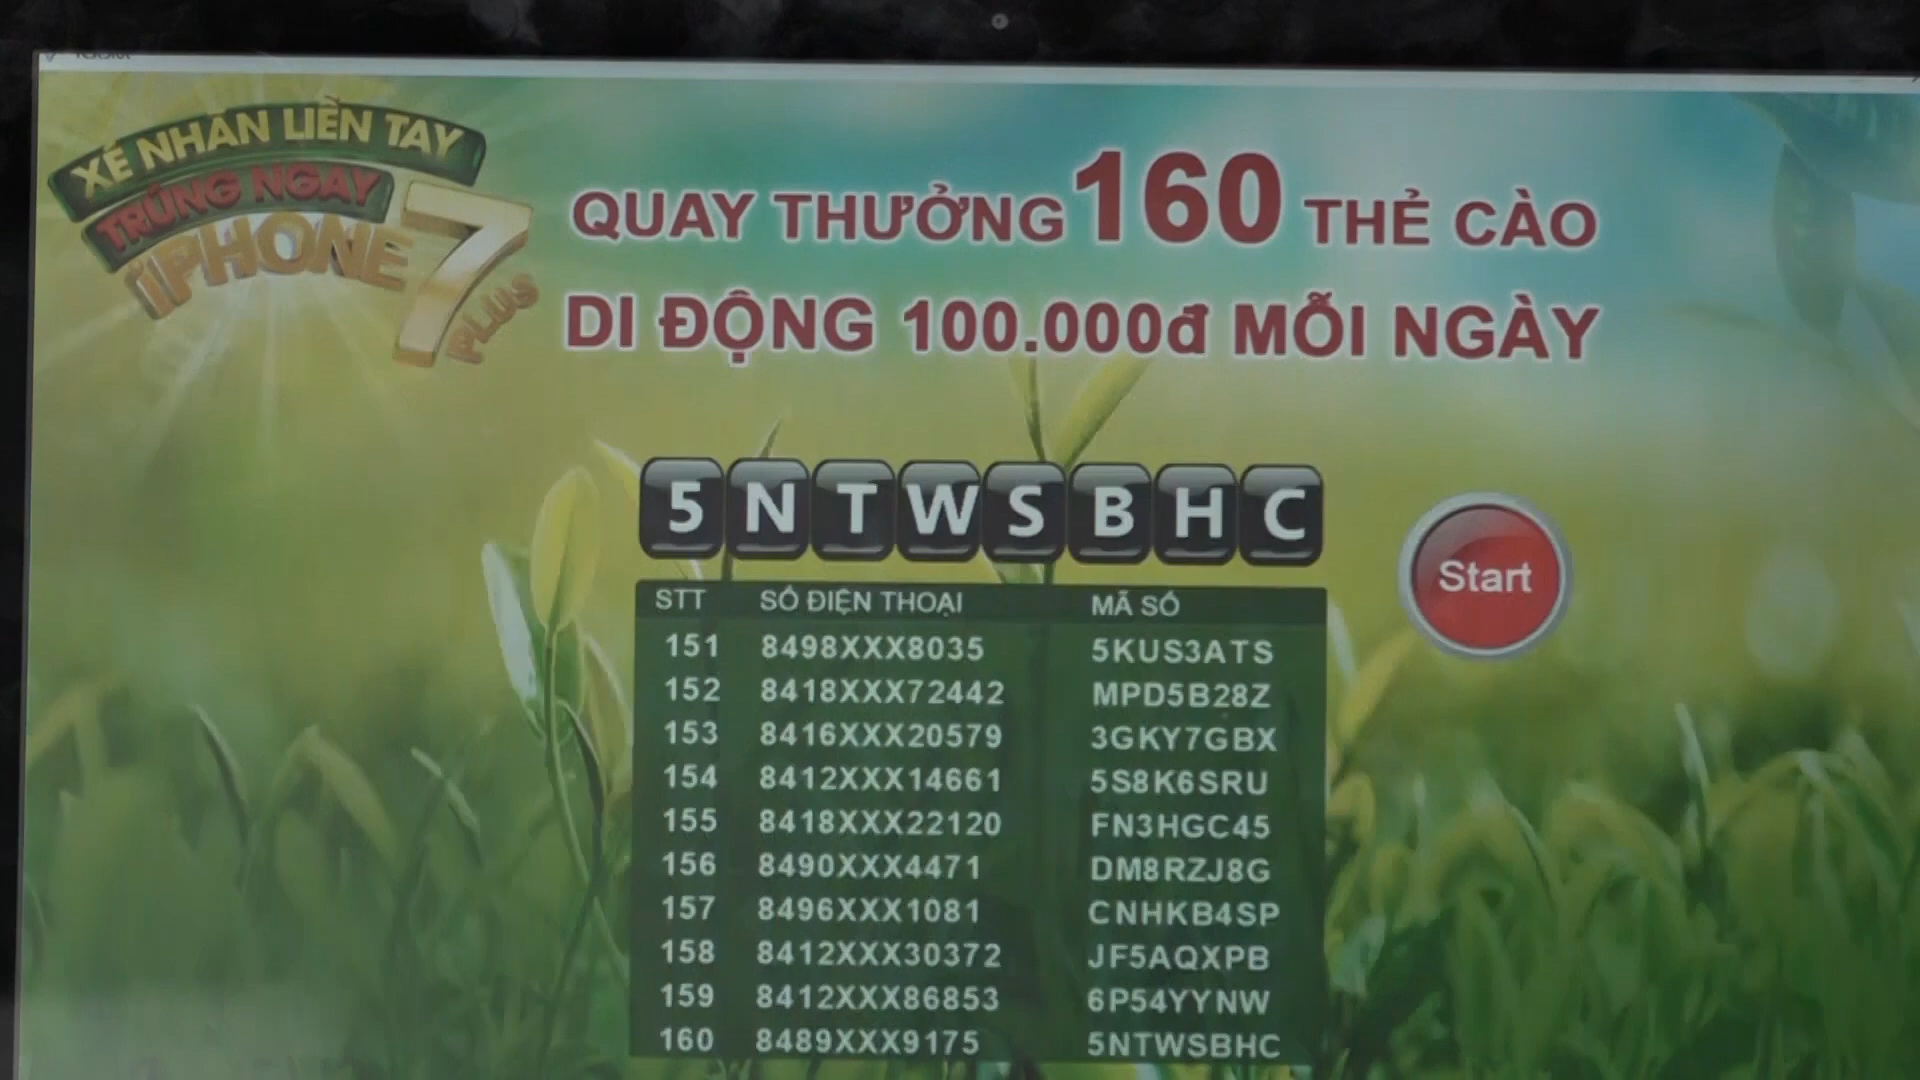 XÉ NHÃN LIỀN TAY
TRÚNG NGAY
iPHONE 7
PLUS
QUAY THƯỞNG 160 THẺ CÀO
DI ĐỘNG 100.000đ MỖI NGÀY
5NTWSBHC
Start
STT SỐ ĐIỆN THOẠI MÃ SỐ
151 8498XXX8035 5KUS3ATS
152 8418XXX72442 MPD5B28Z
153 8416XXX20579 3GKY7GBX
154 8412XXX14661 5S8K6SRU
155 8418XXX22120 FN3HGC45
156 8490XXX4471 DM8RZJ8G
157 8496XXX1081 CNHKB4SP
158 8412XXX30372 JF5AQXPB
159 8412XXX86853 6P54YYNW
160 8489XXX9175 5NTWSBHC